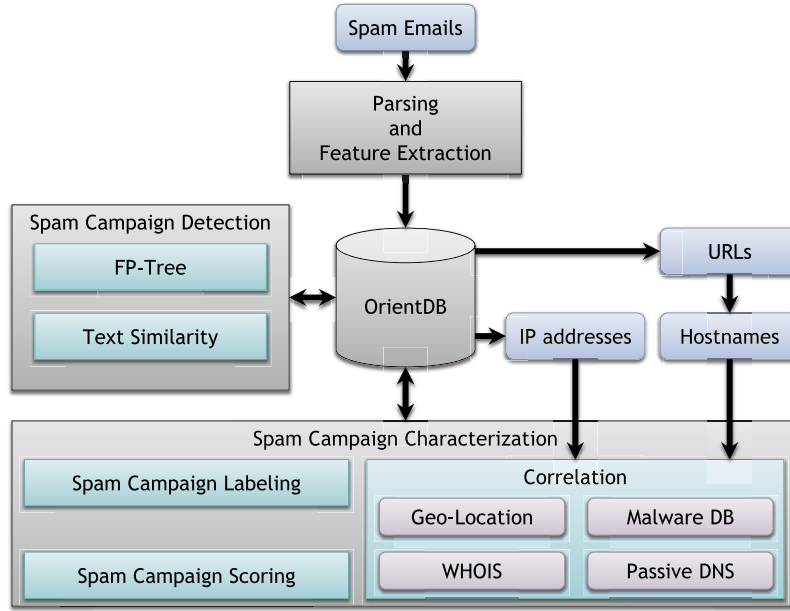 Spam Emails
Parsing
and
Feature Extraction
Spam Campaign Detection
FP-Tree
Text Similarity
OrientDB
URLs
IP addresses
Hostnames
Spam Campaign Characterization
Spam Campaign Labeling
Spam Campaign Scoring
Correlation
Geo-Location
Malware DB
WHOIS
Passive DNS